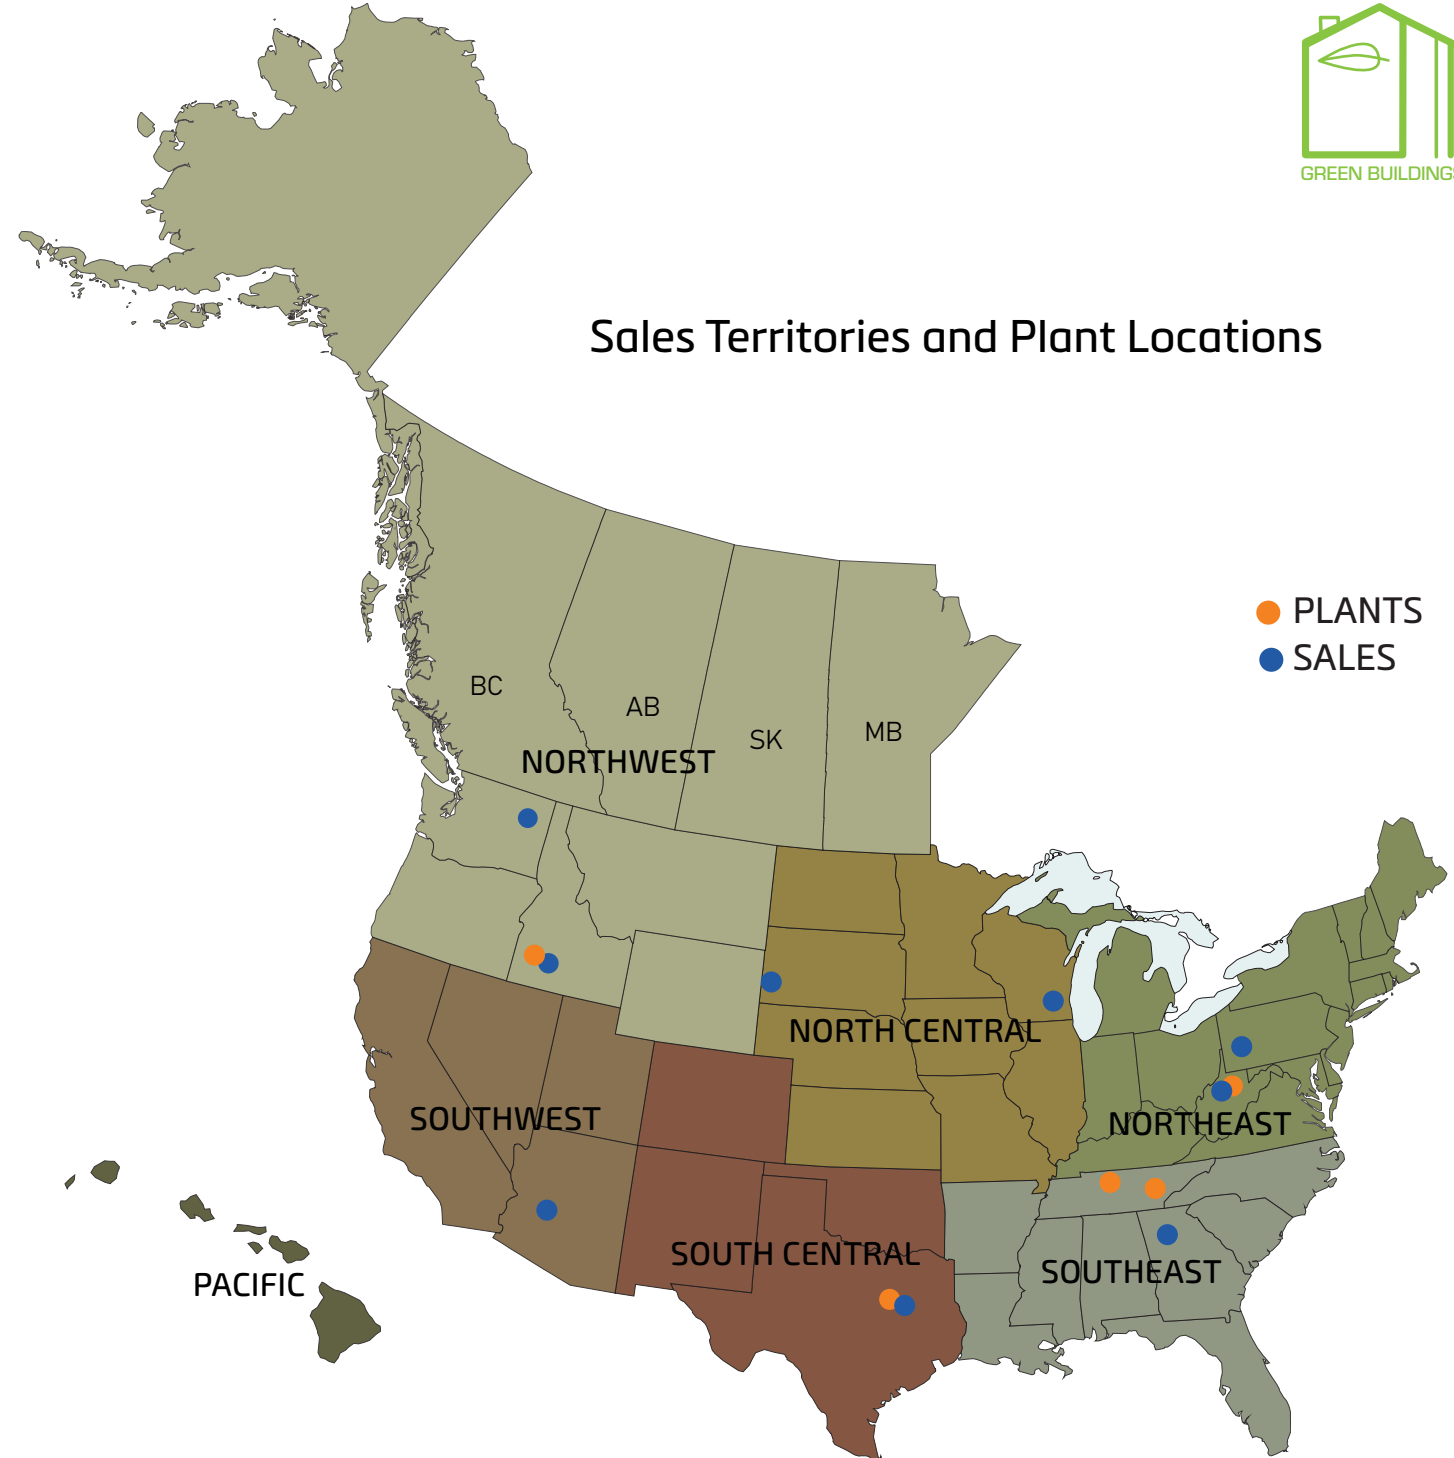 GREEN BUILDINGS
Sales Territories and Plant Locations
PLANTS
SALES
BC
AB
SK
MB
NORTHWEST
NORTH CENTRAL
SOUTHWEST
NORTHEAST
SOUTH CENTRAL
SOUTHEAST
PACIFIC